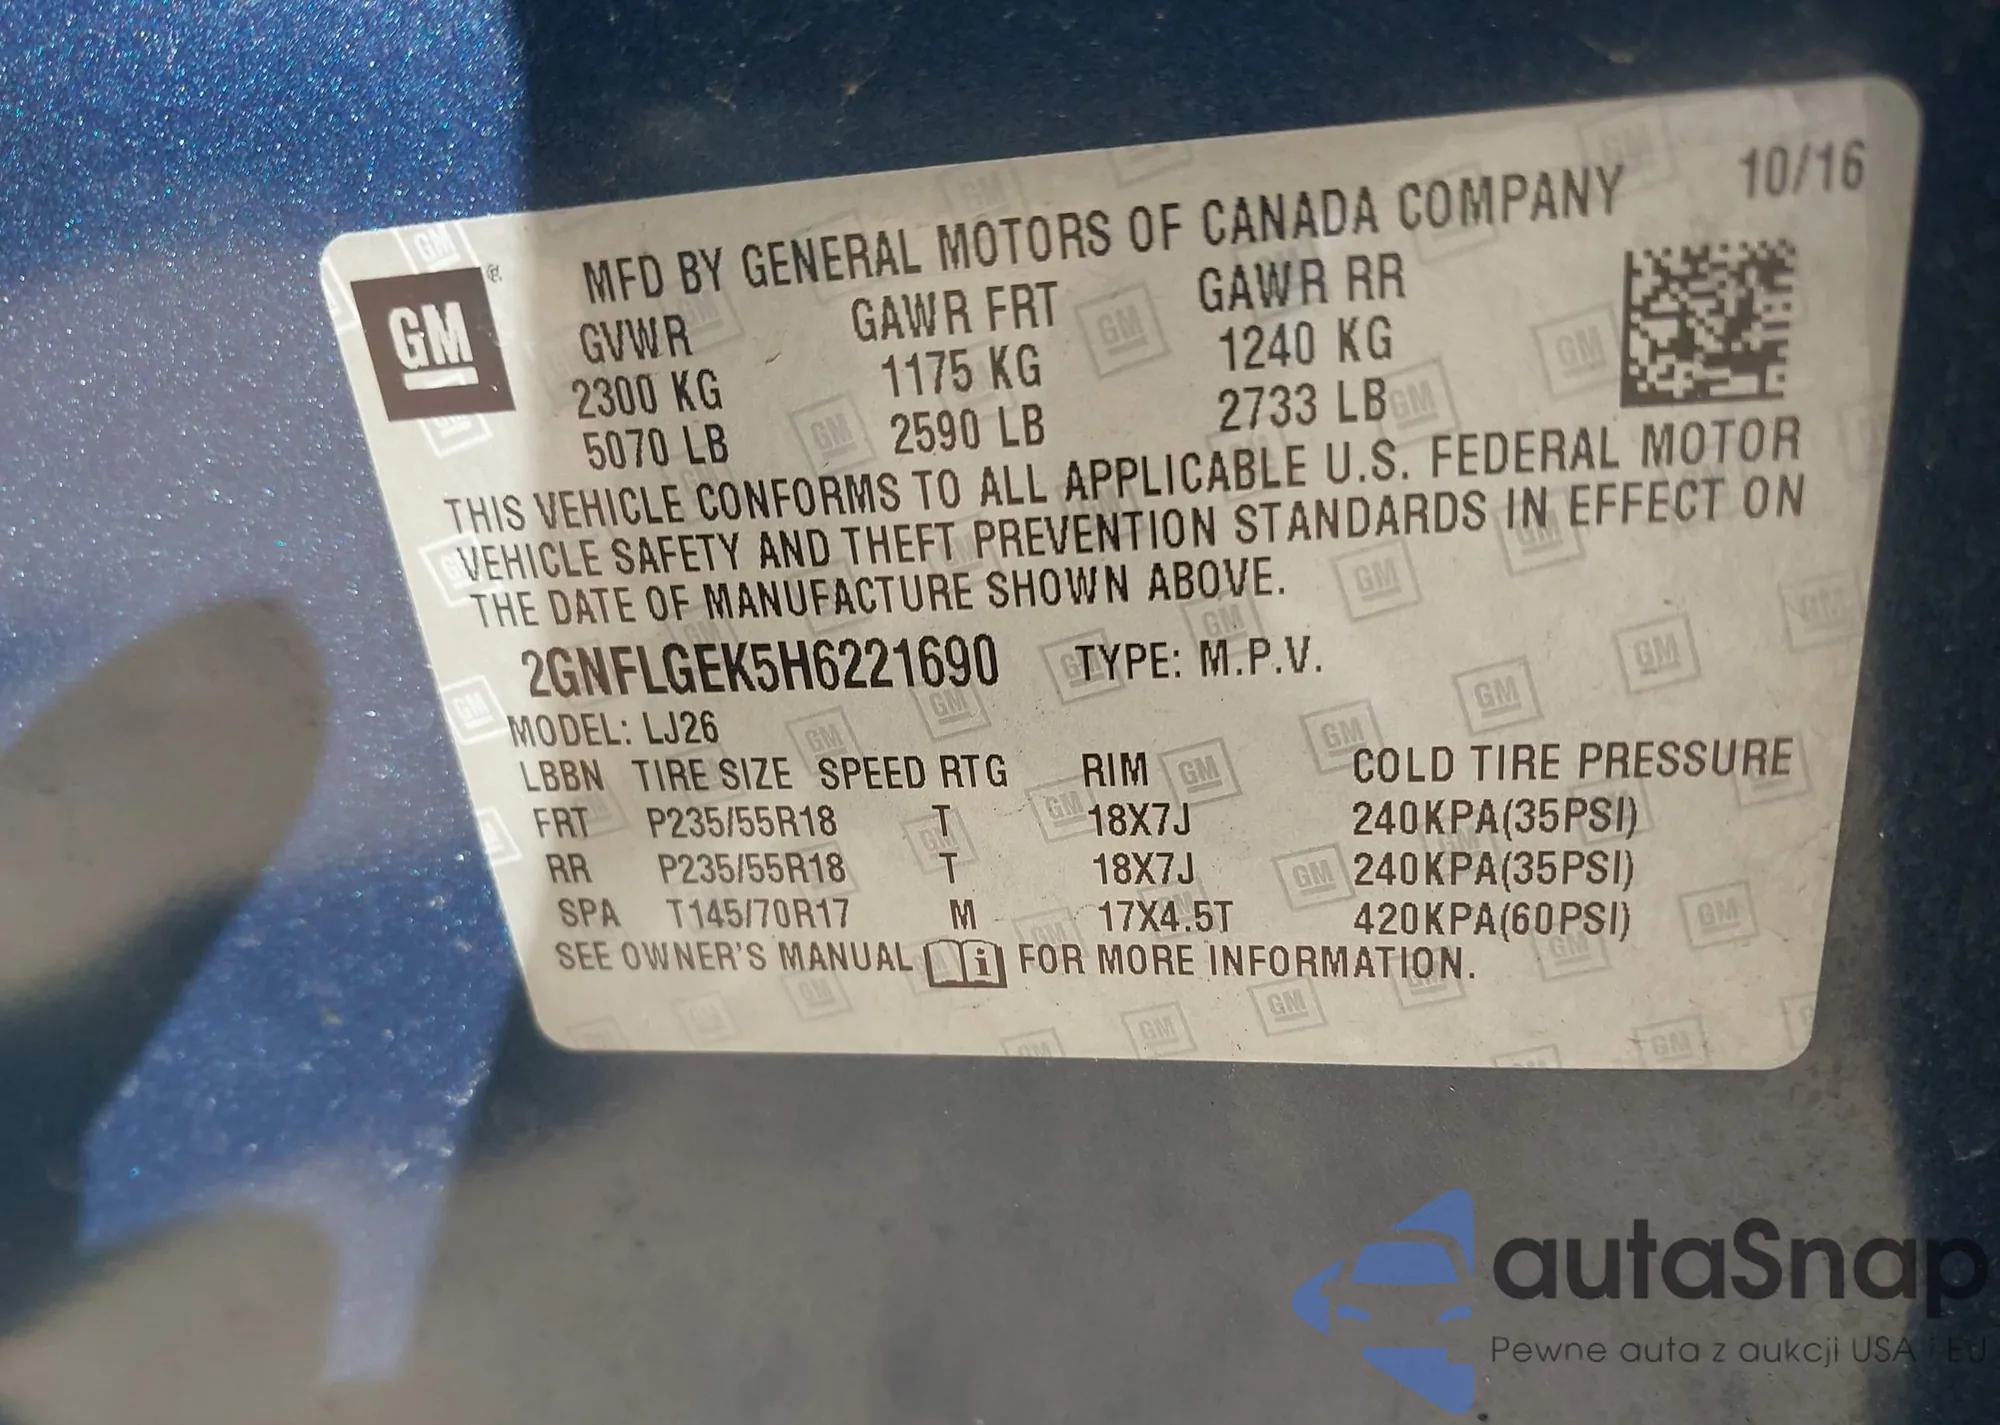 10/16
MFD BY GENERAL MOTORS OF CANADA COMPANY
GM ®
GVWR GAWR FRT GAWR RR
2300 KG 1175 KG 1240 KG
5070 LB 2590 LB 2733 LB
THIS VEHICLE CONFORMS TO ALL APPLICABLE U.S. FEDERAL MOTOR
VEHICLE SAFETY AND THEFT PREVENTION STANDARDS IN EFFECT ON
THE DATE OF MANUFACTURE SHOWN ABOVE.
2GNFLGEK5H6221690 TYPE: M.P.V.
MODEL: LJ26
LBBN TIRE SIZE SPEED RTG RIM COLD TIRE PRESSURE
FRT P235/55R18 T 18X7J 240KPA(35PSI)
RR P235/55R18 T 18X7J 240KPA(35PSI)
SPA T145/70R17 M 17X4.5T 420KPA(60PSI)
SEE OWNER'S MANUAL i FOR MORE INFORMATION.
autaSnap
Pewne auta z aukcji USA i EU